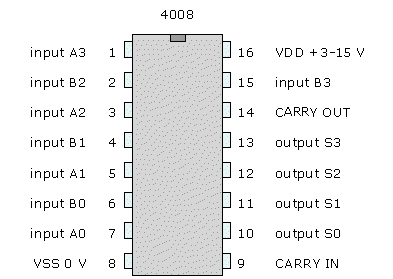 4008
input A3 1 16 VDD +3-15 V
input B2 2 15 input B3
input A2 3 14 CARRY OUT
input B1 4 13 output S3
input A1 5 12 output S2
input B0 6 11 output S1
input A0 7 10 output S0
VSS 0 V 8 9 CARRY IN